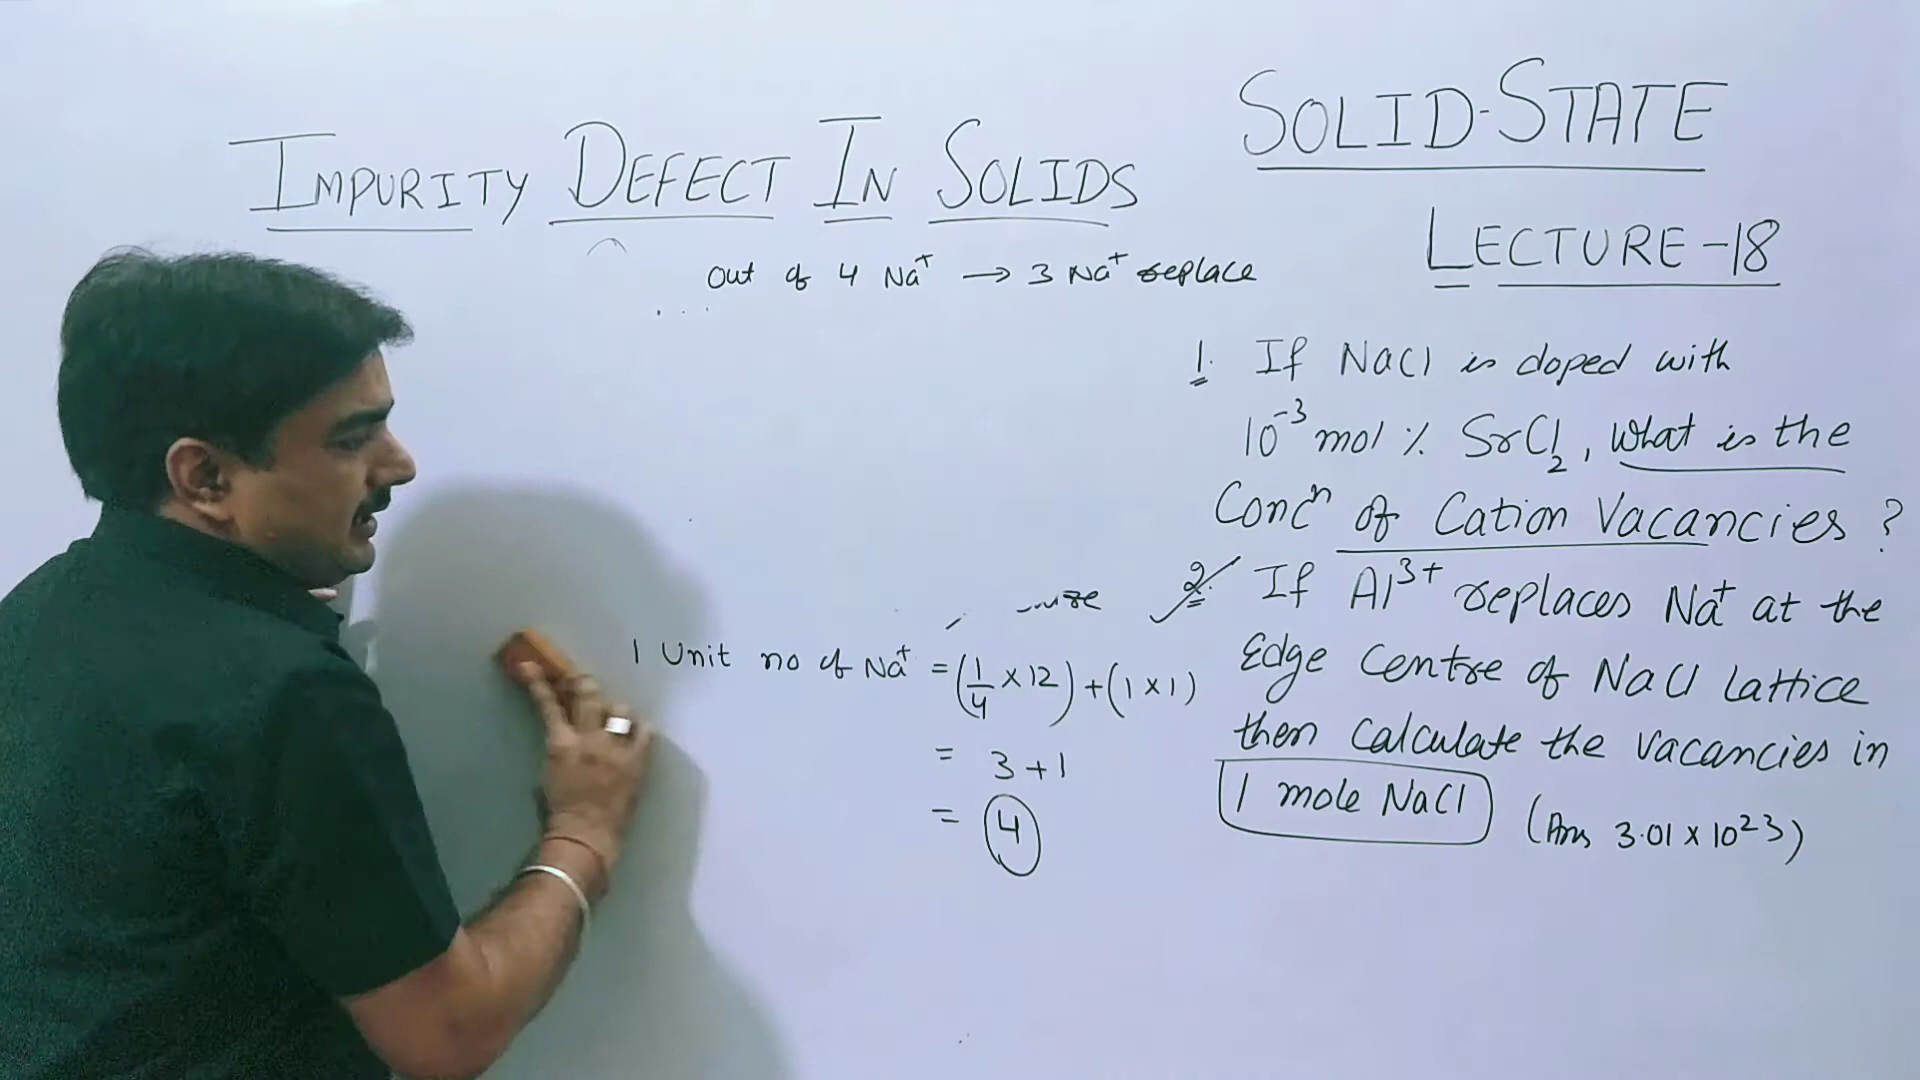 IMPURITY DEFECT IN SOLIDS
SOLID-STATE
LECTURE-18
out of 4 Na⁺ → 3 Na⁺ replace
1. If NaCl is doped with
10⁻³ mol % SrCl₂, what is the
Concⁿ of Cation Vacancies ?
2. If Al³⁺ replaces Na⁺ at the
Edge Centre of NaCl Lattice
then calculate the vacancies in
1 mole NaCl (Ans 3.01 x 10²³)
1 Unit no of Na⁺ = (1/4 x 12) + (1 x 1)
= 3 + 1
= 4